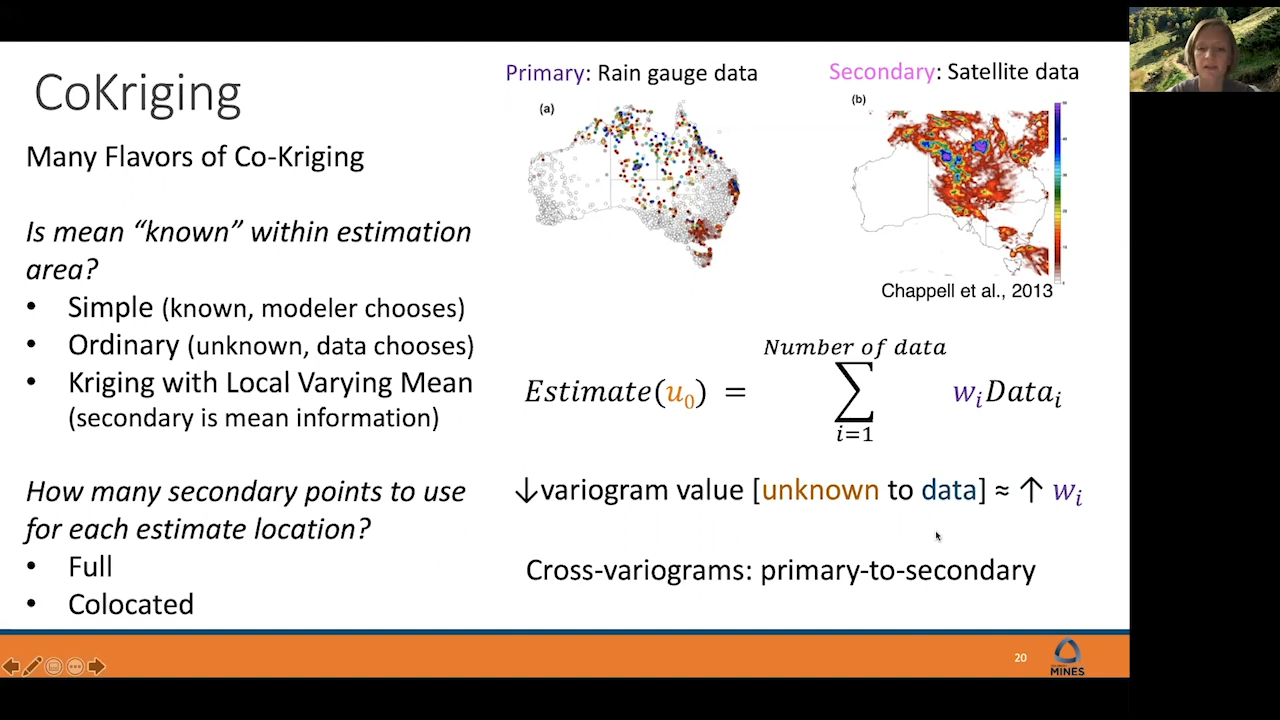 CoKriging
Many Flavors of Co-Kriging
Is mean “known” within estimation
area?
• Simple (known, modeler chooses)
• Ordinary (unknown, data chooses)
• Kriging with Local Varying Mean
(secondary is mean information)
How many secondary points to use
for each estimate location?
• Full
• Colocated
Primary: Rain gauge data
(a)
Secondary: Satellite data
(b)
Chappell et al., 2013
Number of data
Estimate(u₀) = ∑ wᵢDataᵢ
i=1
↓variogram value [unknown to data] ≈ ↑ wᵢ
Cross-variograms: primary-to-secondary
20
MINES